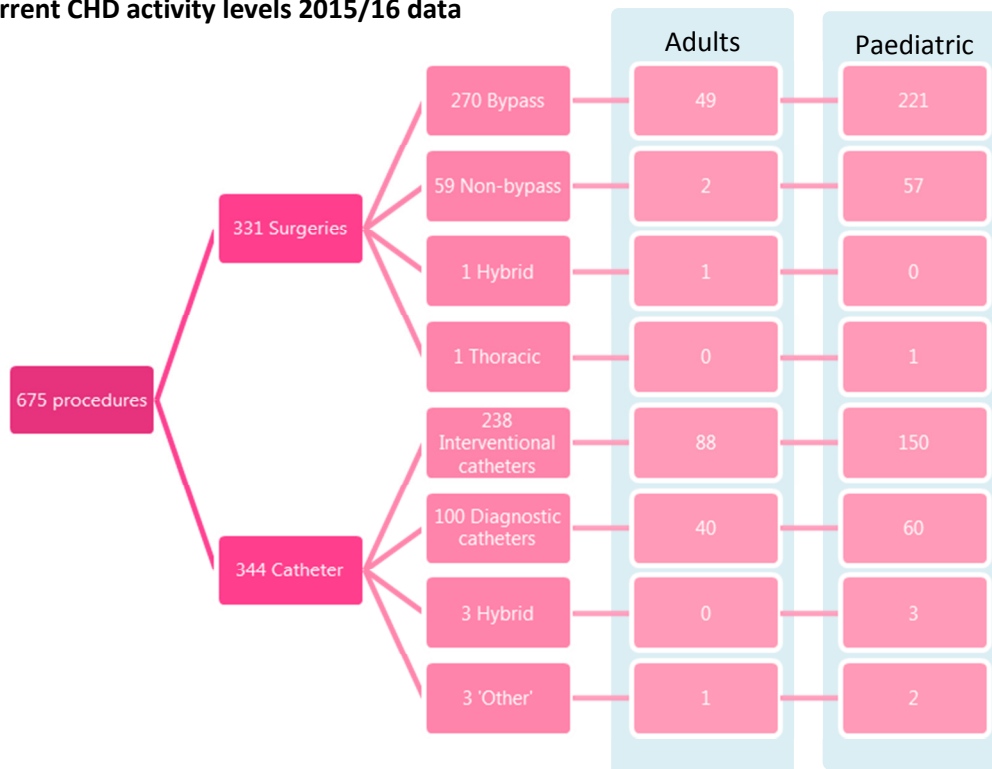 rrent CHD activity levels 2015/16 data
Adults
Paediatric
270 Bypass
49
221
59 Non-bypass
2
57
331 Surgeries
1 Hybrid
1
0
1 Thoracic
0
1
675 procedures
238
Interventional
catheters
88
150
100 Diagnostic
catheters
40
60
344 Catheter
3 Hybrid
0
3
3 'Other'
1
2